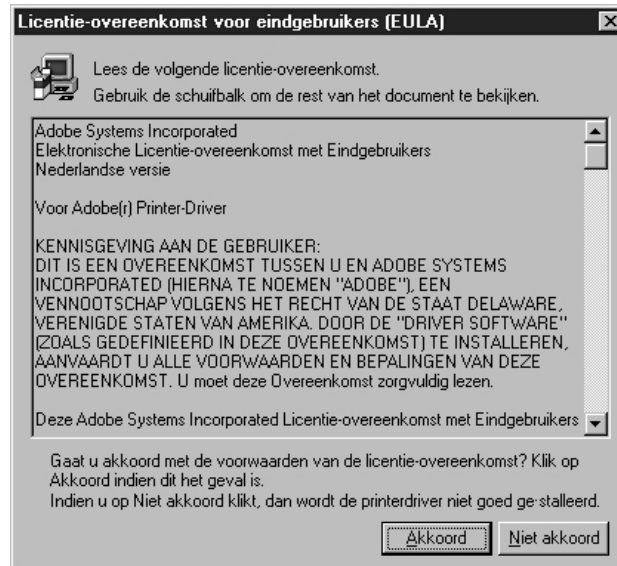 Licentie-overeenkomst voor eindgebruikers (EULA)
Lees de volgende licentie-overeenkomst.
Gebruik de schuifbalk om de rest van het document te bekijken.
Adobe Systems Incorporated
Elektronische Licentie-overeenkomst met Eindgebruikers
Nederlandse versie
Voor Adobe(r) Printer-Driver
KENNISGEVING AAN DE GEBRUIKER:
DIT IS EEN OVEREENKOMST TUSSEN U EN ADOBE SYSTEMS
INCORPORATED (HIERNA TE NOEMEN "ADOBE"), EEN
VENNOOTSCHAP VOLGENS HET RECHT VAN DE STAAT DELAWARE,
VERENIGDE STATEN VAN AMERIKA. DOOR DE "DRIVER SOFTWARE"
(ZOALS GEDEFINIEERD IN DEZE OVEREENKOMST) TE INSTALLEREN,
AANVAARDT U ALLE VOORWAARDEN EN BEPALINGEN VAN DEZE
OVEREENKOMST. U moet deze Overeenkomst zorgvuldig lezen.
Deze Adobe Systems Incorporated Licentie-overeenkomst met Eindgebruikers
Gaat u akkoord met de voorwaarden van de licentie-overeenkomst? Klik op
Akkoord indien dit het geval is.
Indien u op Niet akkoord klikt, dan wordt de printerdriver niet goed ge·stalleerd.
Akkoord
Niet akkoord